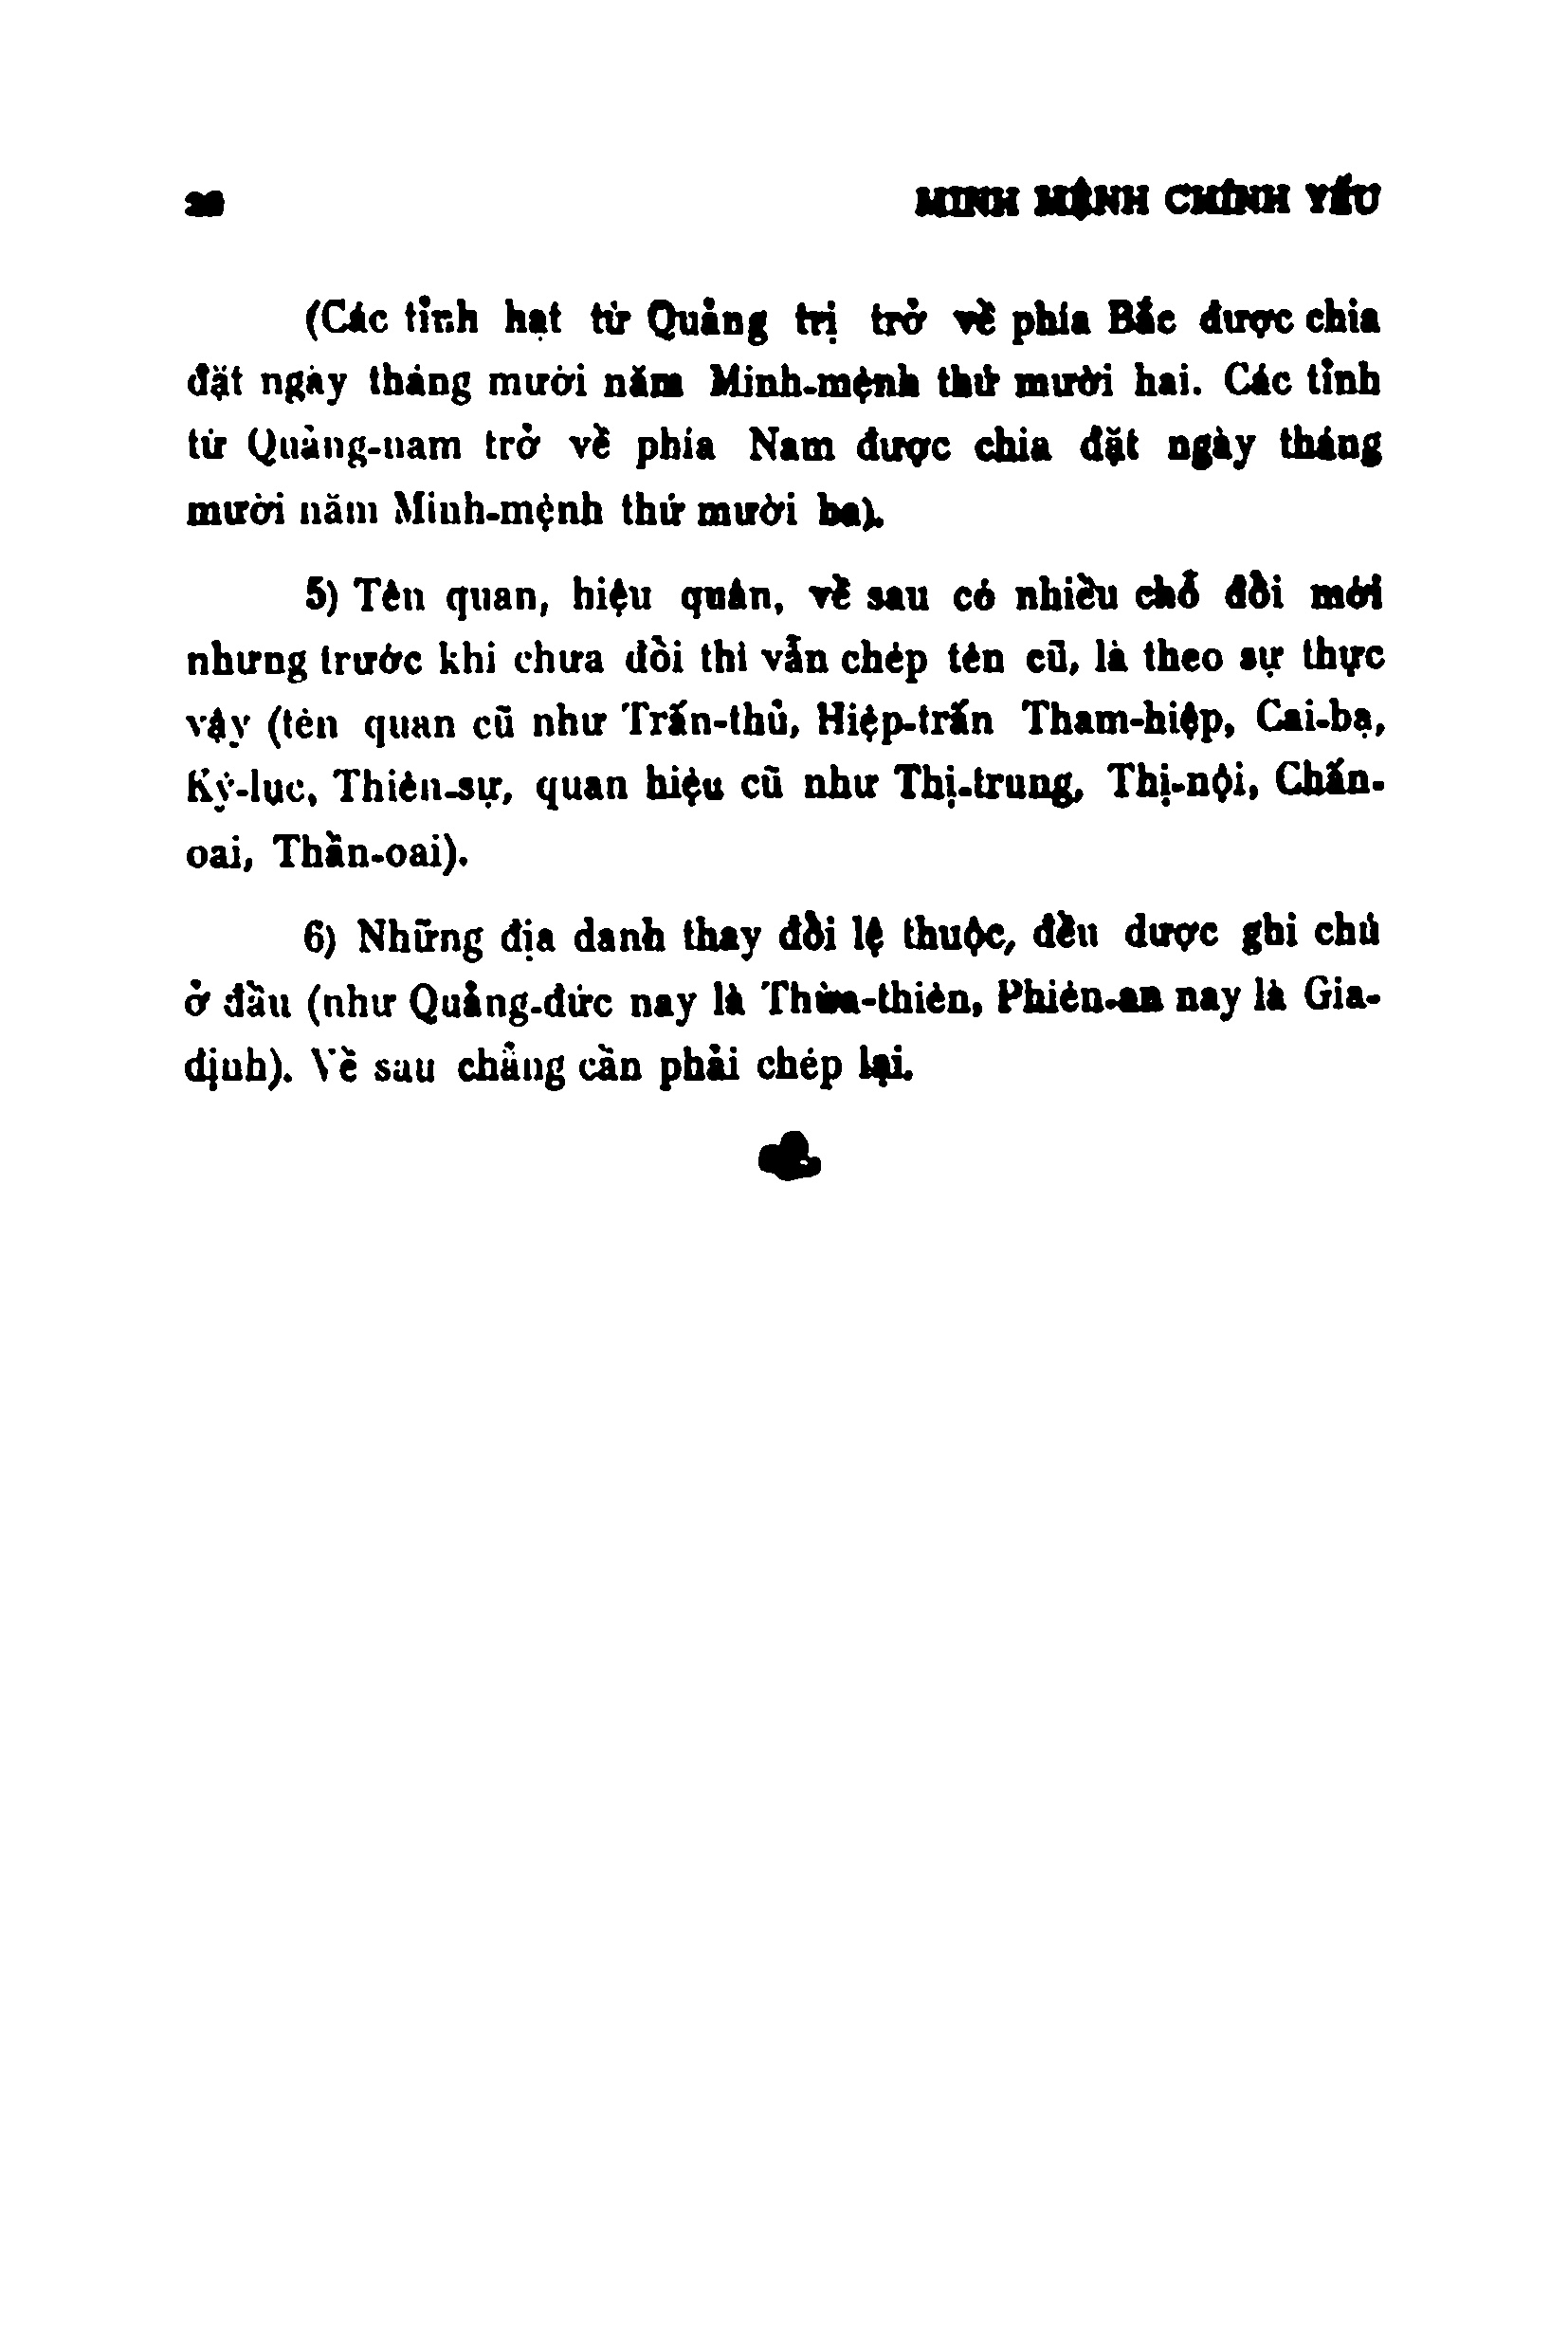 MINH MỆNH CHÍNH YẾU
(Các tỉnh hạt từ Quảng trị trở về phía Bắc được chia
đặt ngày tháng mười năm Minh-mệnh thứ mười hai. Các tỉnh
từ Quảng-nam trở về phía Nam được chia đặt ngày tháng
mười năm Minh-mệnh thứ mười ba).
5) Tên quan, hiệu quân, về sau có nhiều chỗ đổi mới
nhưng trước khi chưa đổi thì vẫn chép tên cũ, là theo sự thực
vậy (tên quan cũ như Trấn-thủ, Hiệp-trấn Tham-hiệp, Cai-bạ,
Ký-lục, Thiêm-sự, quan hiệu cũ như Thị-trung, Thị-nội, Chấn-
oai, Thần-oai).
6) Những địa danh thay đổi lệ thuộc, đều được ghi chú
ở đầu (như Quảng-đức nay là Thừa-thiên, Phiên-an nay là Gia-
định). Về sau chẳng cần phải chép lại.